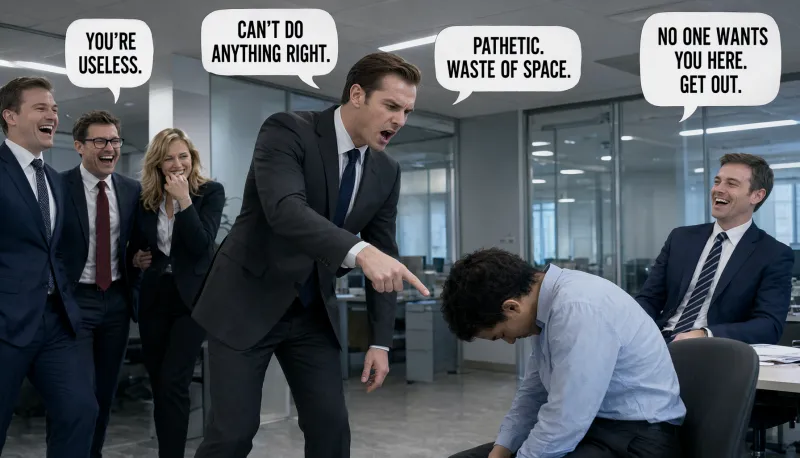 YOU'RE
USELESS.
CAN'T DO
ANYTHING RIGHT.
PATHETIC.
WASTE OF SPACE.
NO ONE WANTS
YOU HERE.
GET OUT.